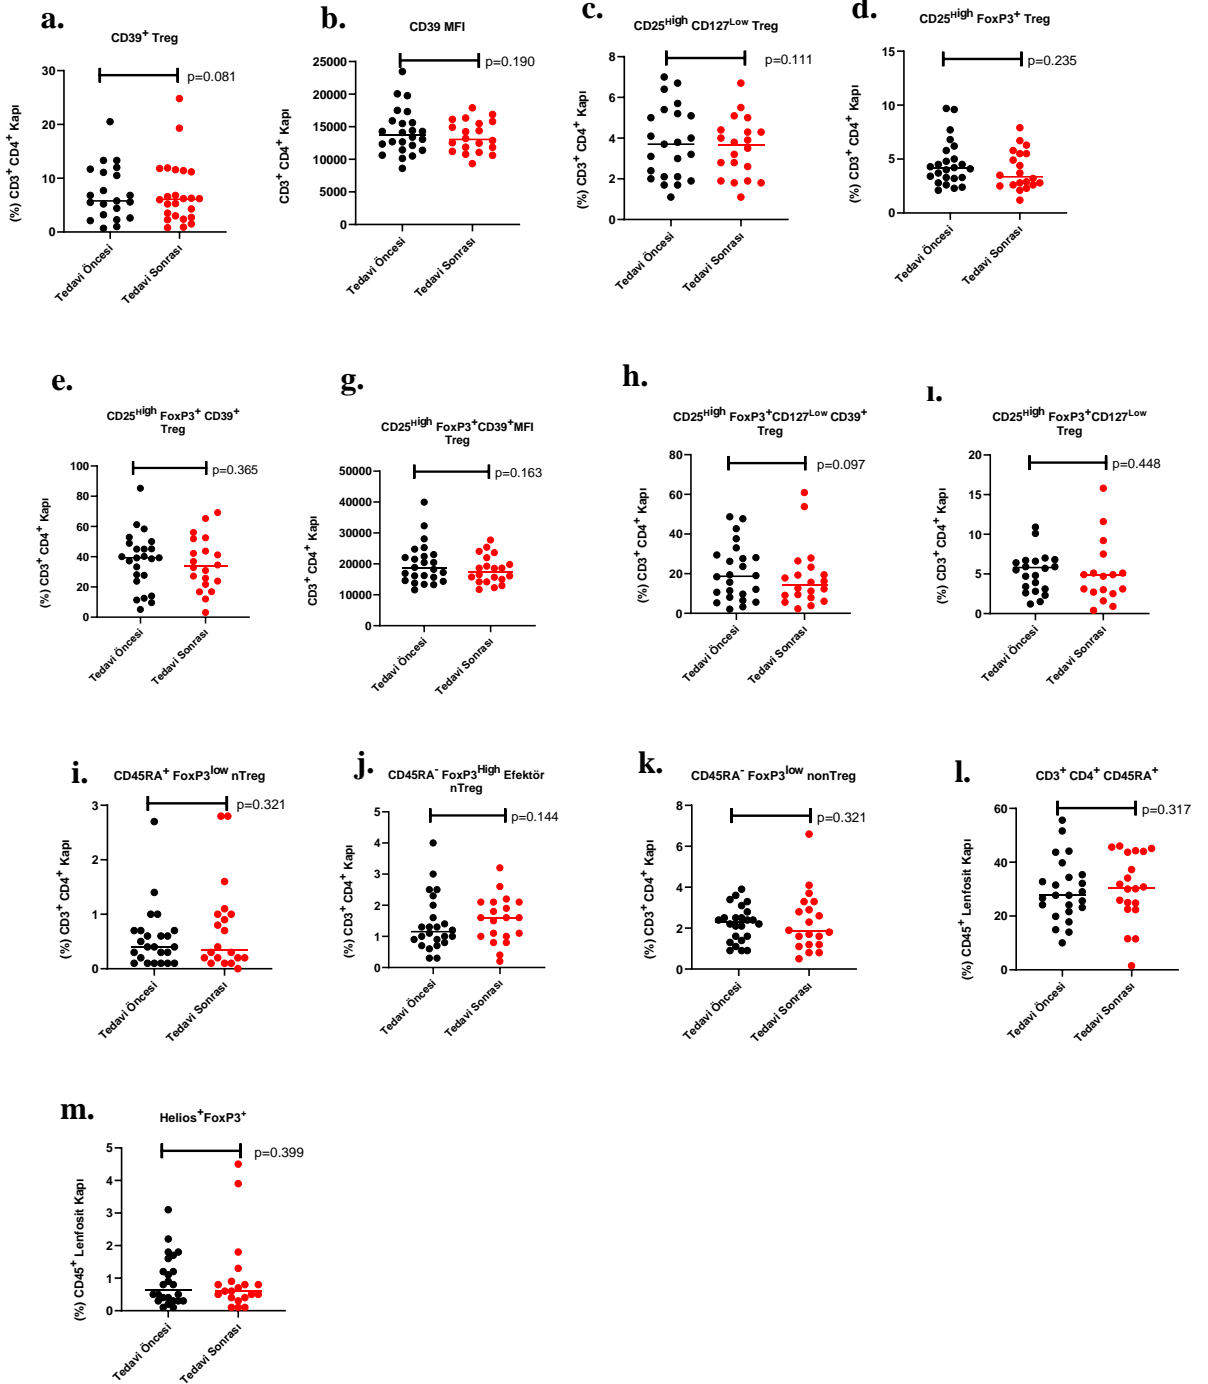 a.
CD39⁺ Treg
p=0.081
30
20
10
0
(%) CD3⁺ CD4⁺ Kapı
Tedavi Öncesi
Tedavi Sonrası
b.
CD39 MFI
p=0.190
25000
20000
15000
10000
5000
0
CD3⁺ CD4⁺ Kapı
Tedavi Öncesi
Tedavi Sonrası
c.
CD25ᴴⁱᵍʰ CD127ᴸᵒʷ Treg
p=0.111
8
6
4
2
0
(%) CD3⁺ CD4⁺ Kapı
Tedavi Öncesi
Tedavi Sonrası
d.
CD25ᴴⁱᵍʰ FoxP3⁺ Treg
p=0.235
15
10
5
0
(%) CD3⁺ CD4⁺ Kapı
Tedavi Öncesi
Tedavi Sonrası
e.
CD25ᴴⁱᵍʰ FoxP3⁺ CD39⁺
Treg
p=0.365
100
80
60
40
20
0
(%) CD3⁺ CD4⁺ Kapı
Tedavi Öncesi
Tedavi Sonrası
g.
CD25ᴴⁱᵍʰ FoxP3⁺CD39⁺MFI
Treg
p=0.163
50000
40000
30000
20000
10000
0
CD3⁺ CD4⁺ Kapı
Tedavi Öncesi
Tedavi Sonrası
h.
CD25ᴴⁱᵍʰ FoxP3⁺CD127ᴸᵒʷ CD39⁺
Treg
p=0.097
80
60
40
20
0
(%) CD3⁺ CD4⁺ Kapı
Tedavi Öncesi
Tedavi Sonrası
ı.
CD25ᴴⁱᵍʰ FoxP3⁺CD127ᴸᵒʷ
Treg
p=0.448
20
15
10
5
0
(%) CD3⁺ CD4⁺ Kapı
Tedavi Öncesi
Tedavi Sonrası
i.
CD45RA⁺ FoxP3ˡᵒʷ nTreg
p=0.321
3
2
1
0
(%) CD3⁺ CD4⁺ Kapı
Tedavi Öncesi
Tedavi Sonrası
j.
CD45RA⁻ FoxP3ᴴⁱᵍʰ Efektör
nTreg
p=0.144
5
4
3
2
1
0
(%) CD3⁺ CD4⁺ Kapı
Tedavi Öncesi
Tedavi Sonrası
k.
CD45RA⁻ FoxP3ˡᵒʷ nonTreg
p=0.321
8
6
4
2
0
(%) CD3⁺ CD4⁺ Kapı
Tedavi Öncesi
Tedavi Sonrası
l.
CD3⁺ CD4⁺ CD45RA⁺
p=0.317
60
40
20
0
(%) CD45⁺ Lenfosit Kapı
Tedavi Öncesi
Tedavi Sonrası
m.
Helios⁺FoxP3⁺
p=0.399
5
4
3
2
1
0
(%) CD45⁺ Lenfosit Kapı
Tedavi Öncesi
Tedavi Sonrası